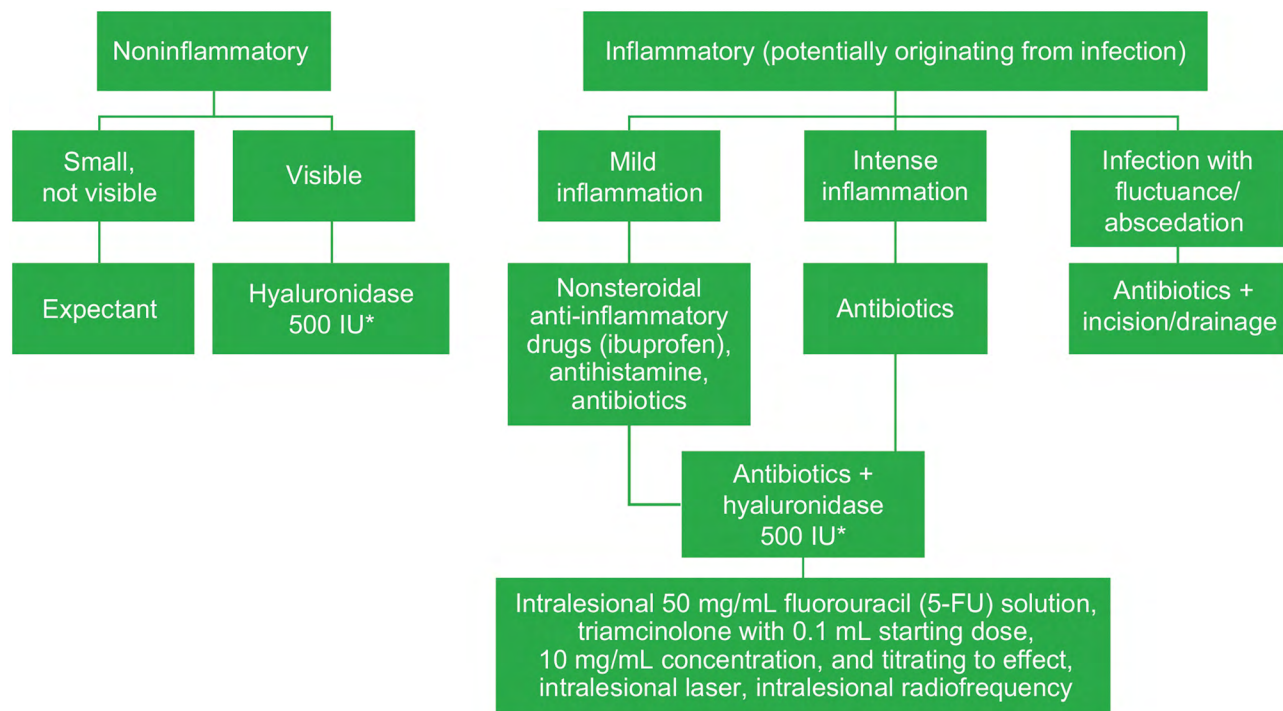 Noninflammatory
Small,
not visible
Visible
Expectant
Hyaluronidase
500 IU*
Inflammatory (potentially originating from infection)
Mild
inflammation
Intense
inflammation
Infection with
fluctuance/
abscedation
Nonsteroidal
anti-inflammatory
drugs (ibuprofen),
antihistamine,
antibiotics
Antibiotics
Antibiotics +
incision/drainage
Antibiotics +
hyaluronidase
500 IU*
Intralesional 50 mg/mL fluorouracil (5-FU) solution,
triamcinolone with 0.1 mL starting dose,
10 mg/mL concentration, and titrating to effect,
intralesional laser, intralesional radiofrequency